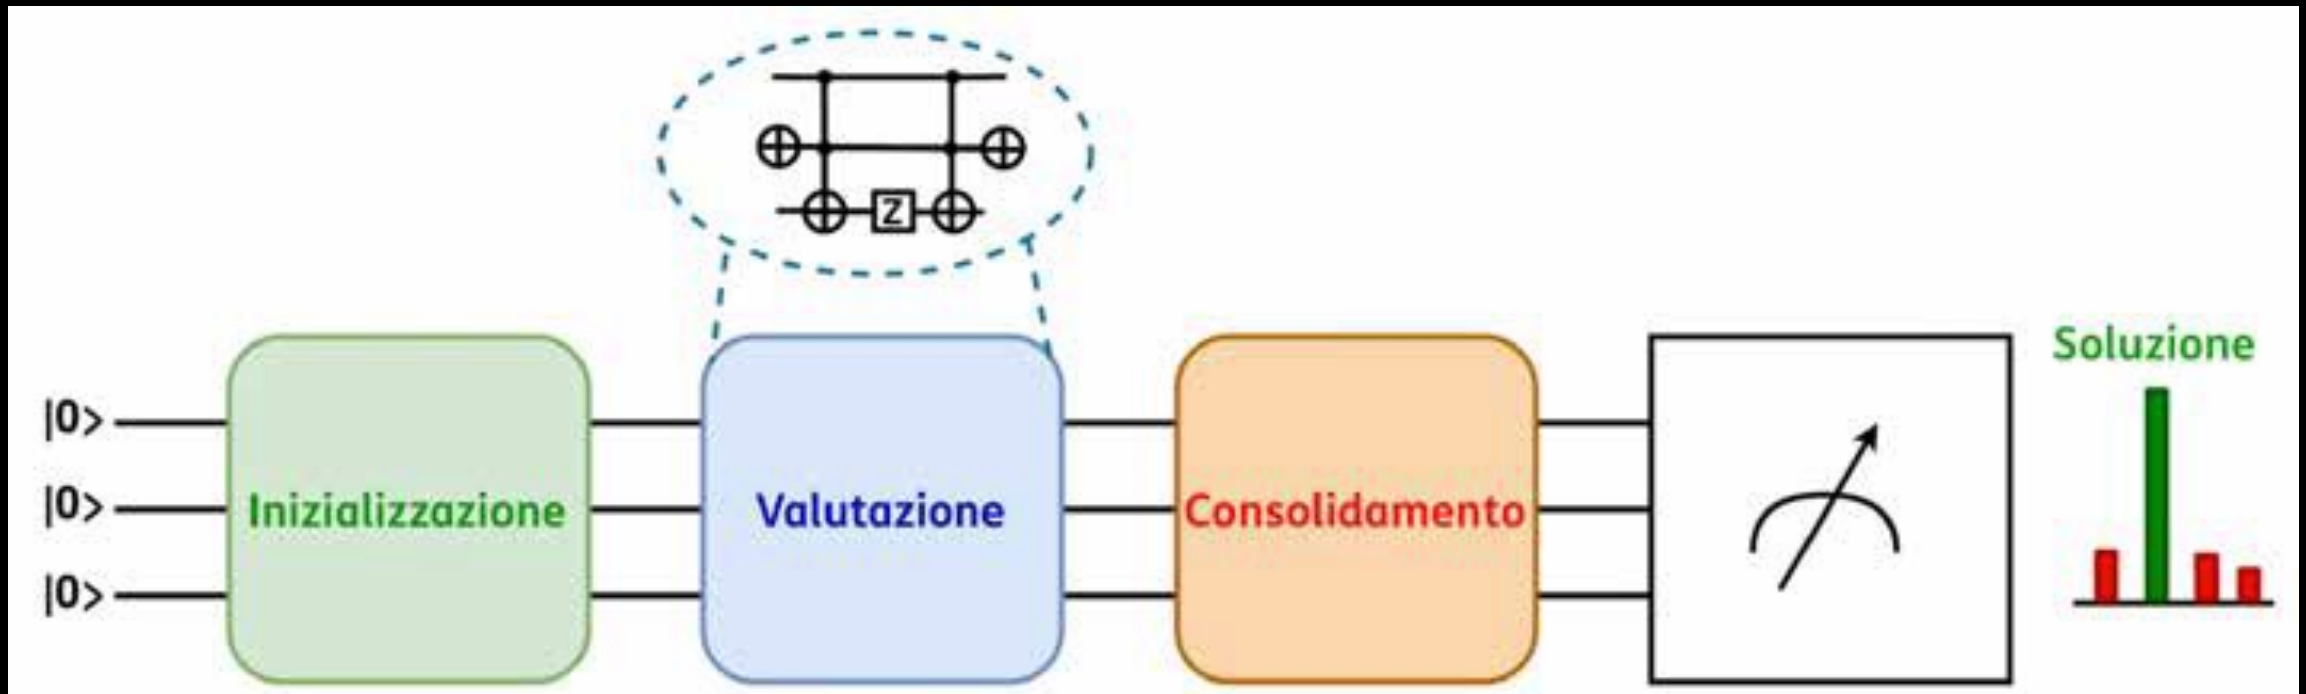 Z
Soluzione
|0>
|0>
|0>
Inizializzazione
Valutazione
Consolidamento